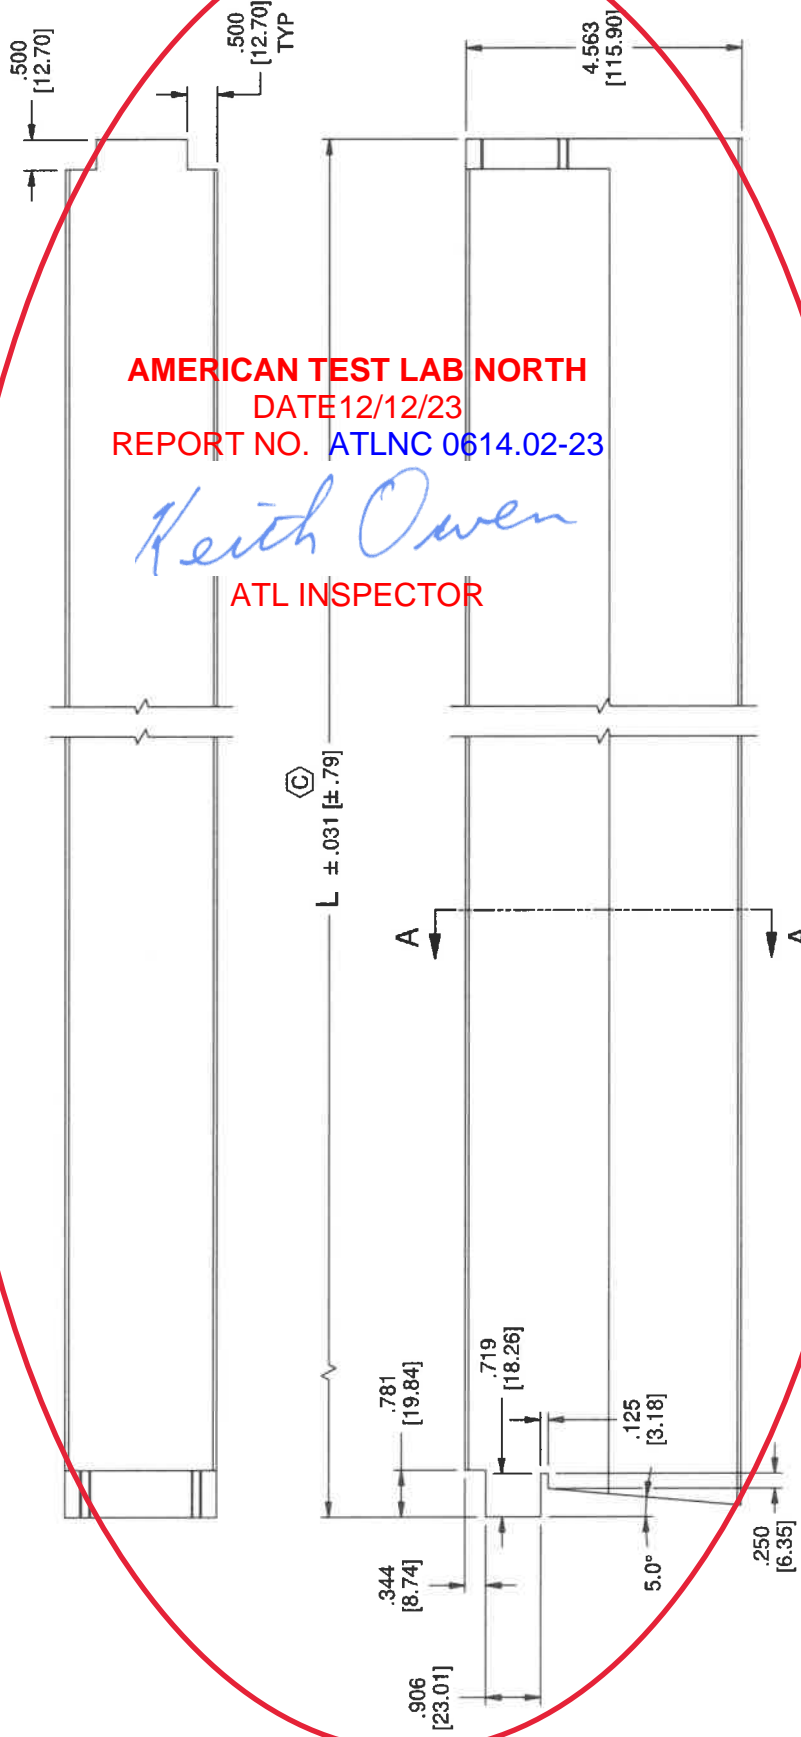 .500
[12.70]
.500
[12.70]
TYP
4.563
[115.90]
AMERICAN TEST LAB NORTH
DATE12/12/23
REPORT NO. ATLNC 0614.02-23
Keith Owen
ATL INSPECTOR
C
L ±.031 [±.79]
A
A
.719
[18.26]
.781
[19.84]
.125
[3.18]
.344
[8.74]
5.0°
.250
[6.35]
.906
[23.01]